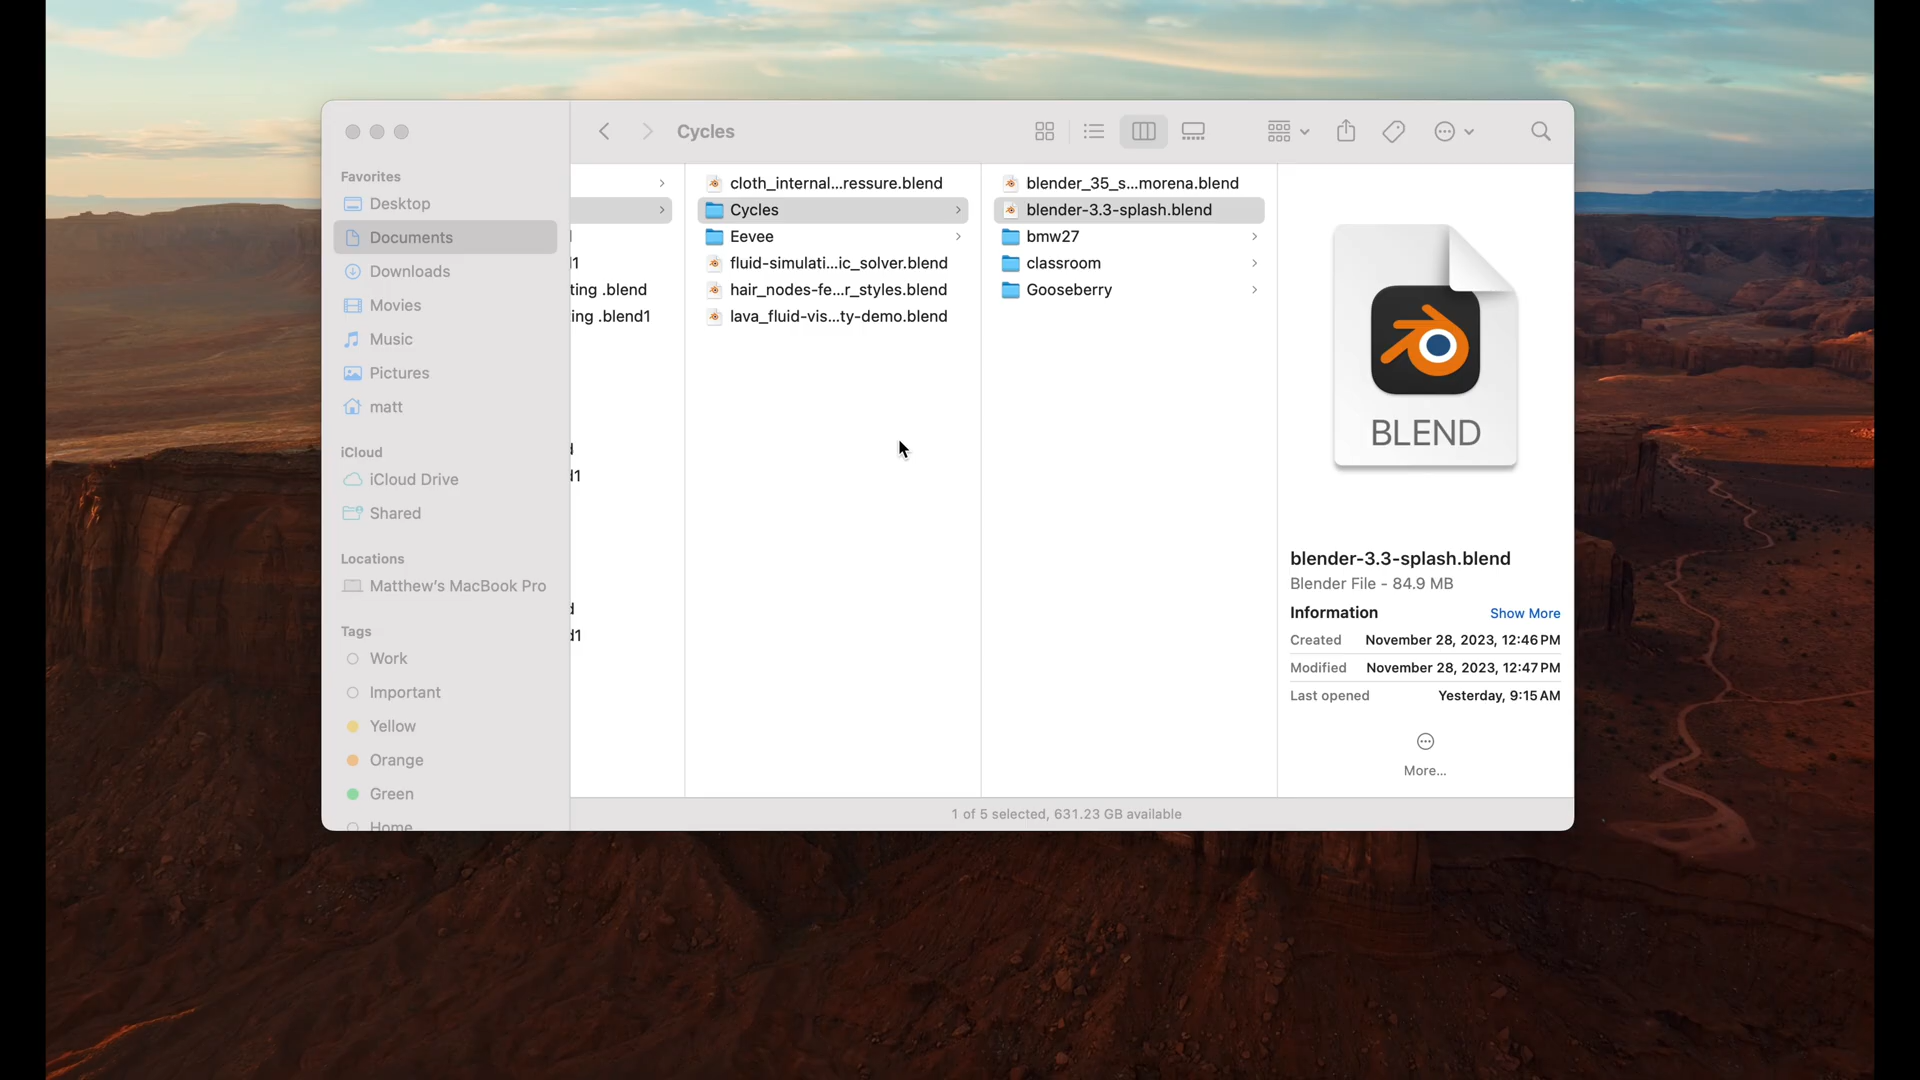 Cycles
Favorites
Desktop
Documents
Downloads
Movies
Music
Pictures
matt
iCloud
iCloud Drive
Shared
Locations
Matthew's MacBook Pro
Tags
Work
Important
Yellow
Orange
Green
Home
ting .blend
ing .blend1
cloth_internal...ressure.blend
Cycles
Eevee
fluid-simulati...ic_solver.blend
hair_nodes-fe...r_styles.blend
lava_fluid-vis...ty-demo.blend
blender_35_s...morena.blend
blender-3.3-splash.blend
bmw27
classroom
Gooseberry
BLEND
blender-3.3-splash.blend
Blender File - 84.9 MB
Information Show More
Created November 28, 2023, 12:46 PM
Modified November 28, 2023, 12:47 PM
Last opened Yesterday, 9:15 AM
More...
1 of 5 selected, 631.23 GB available